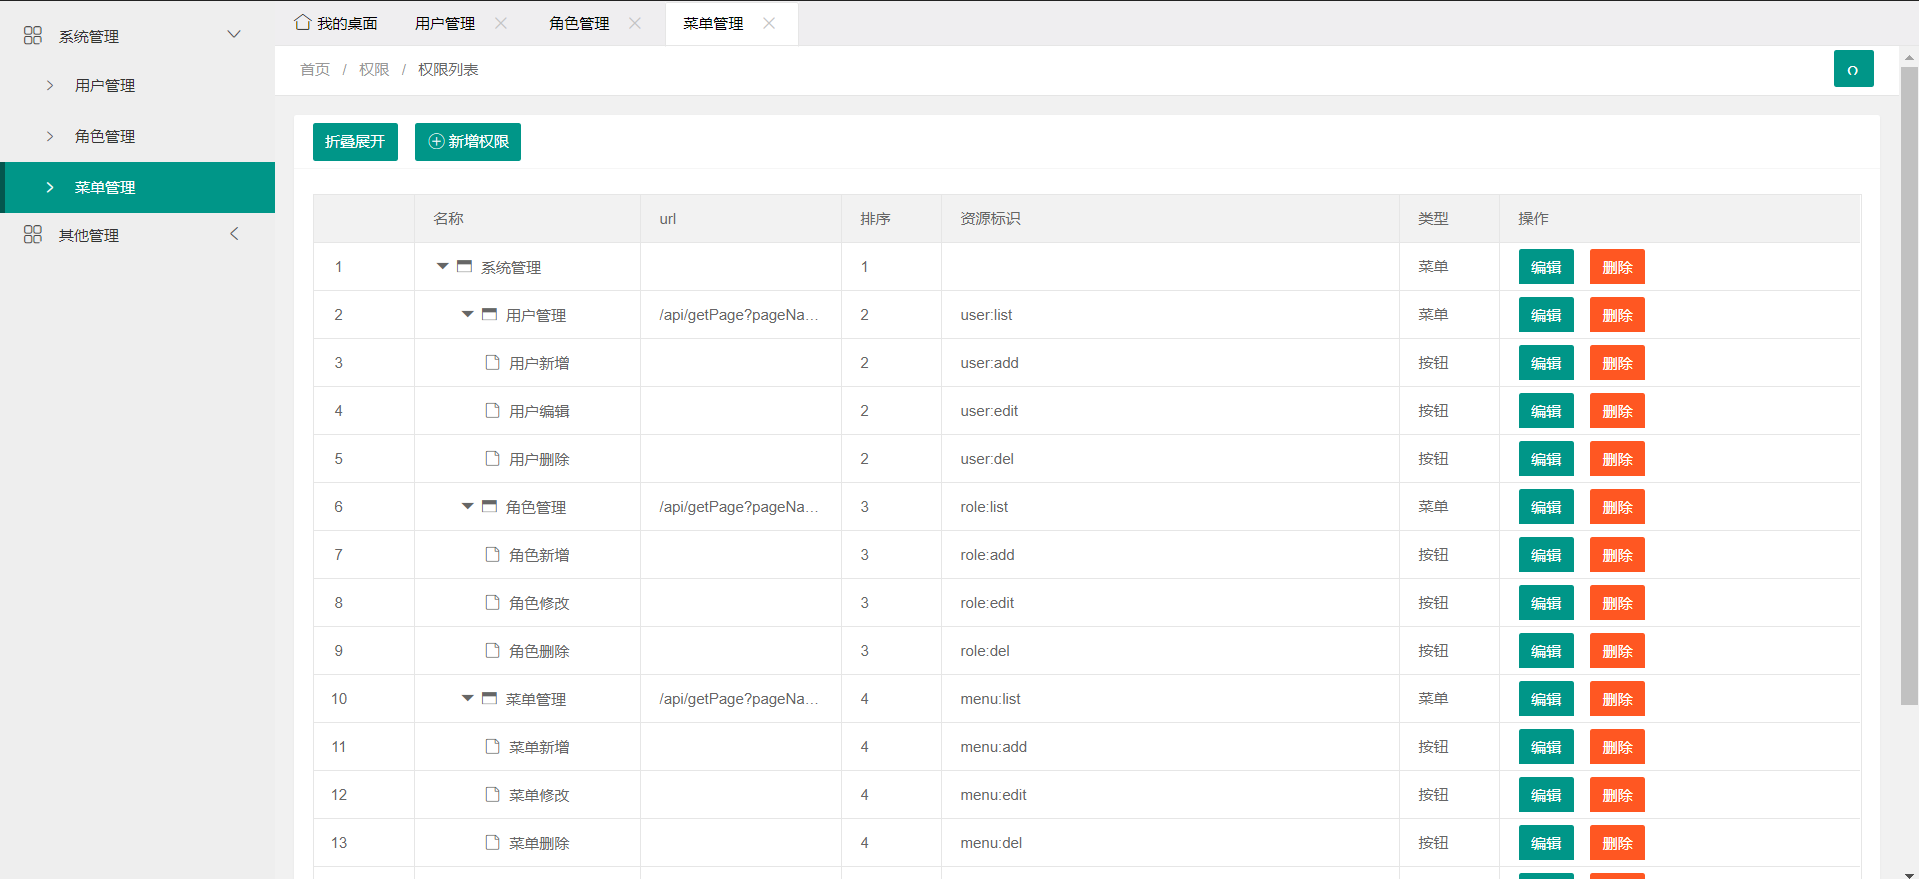 系统管理
用户管理
角色管理
菜单管理
其他管理
我的桌面 用户管理 角色管理 菜单管理
首页 / 权限 / 权限列表
折叠展开 新增权限
名称 url 排序 资源标识 类型 操作
1 系统管理 1 菜单 编辑 删除
2 用户管理 /api/getPage?pageNa... 2 user:list 菜单 编辑 删除
3 用户新增 2 user:add 按钮 编辑 删除
4 用户编辑 2 user:edit 按钮 编辑 删除
5 用户删除 2 user:del 按钮 编辑 删除
6 角色管理 /api/getPage?pageNa... 3 role:list 菜单 编辑 删除
7 角色新增 3 role:add 按钮 编辑 删除
8 角色修改 3 role:edit 按钮 编辑 删除
9 角色删除 3 role:del 按钮 编辑 删除
10 菜单管理 /api/getPage?pageNa... 4 menu:list 菜单 编辑 删除
11 菜单新增 4 menu:add 按钮 编辑 删除
12 菜单修改 4 menu:edit 按钮 编辑 删除
13 菜单删除 4 menu:del 按钮 编辑 删除